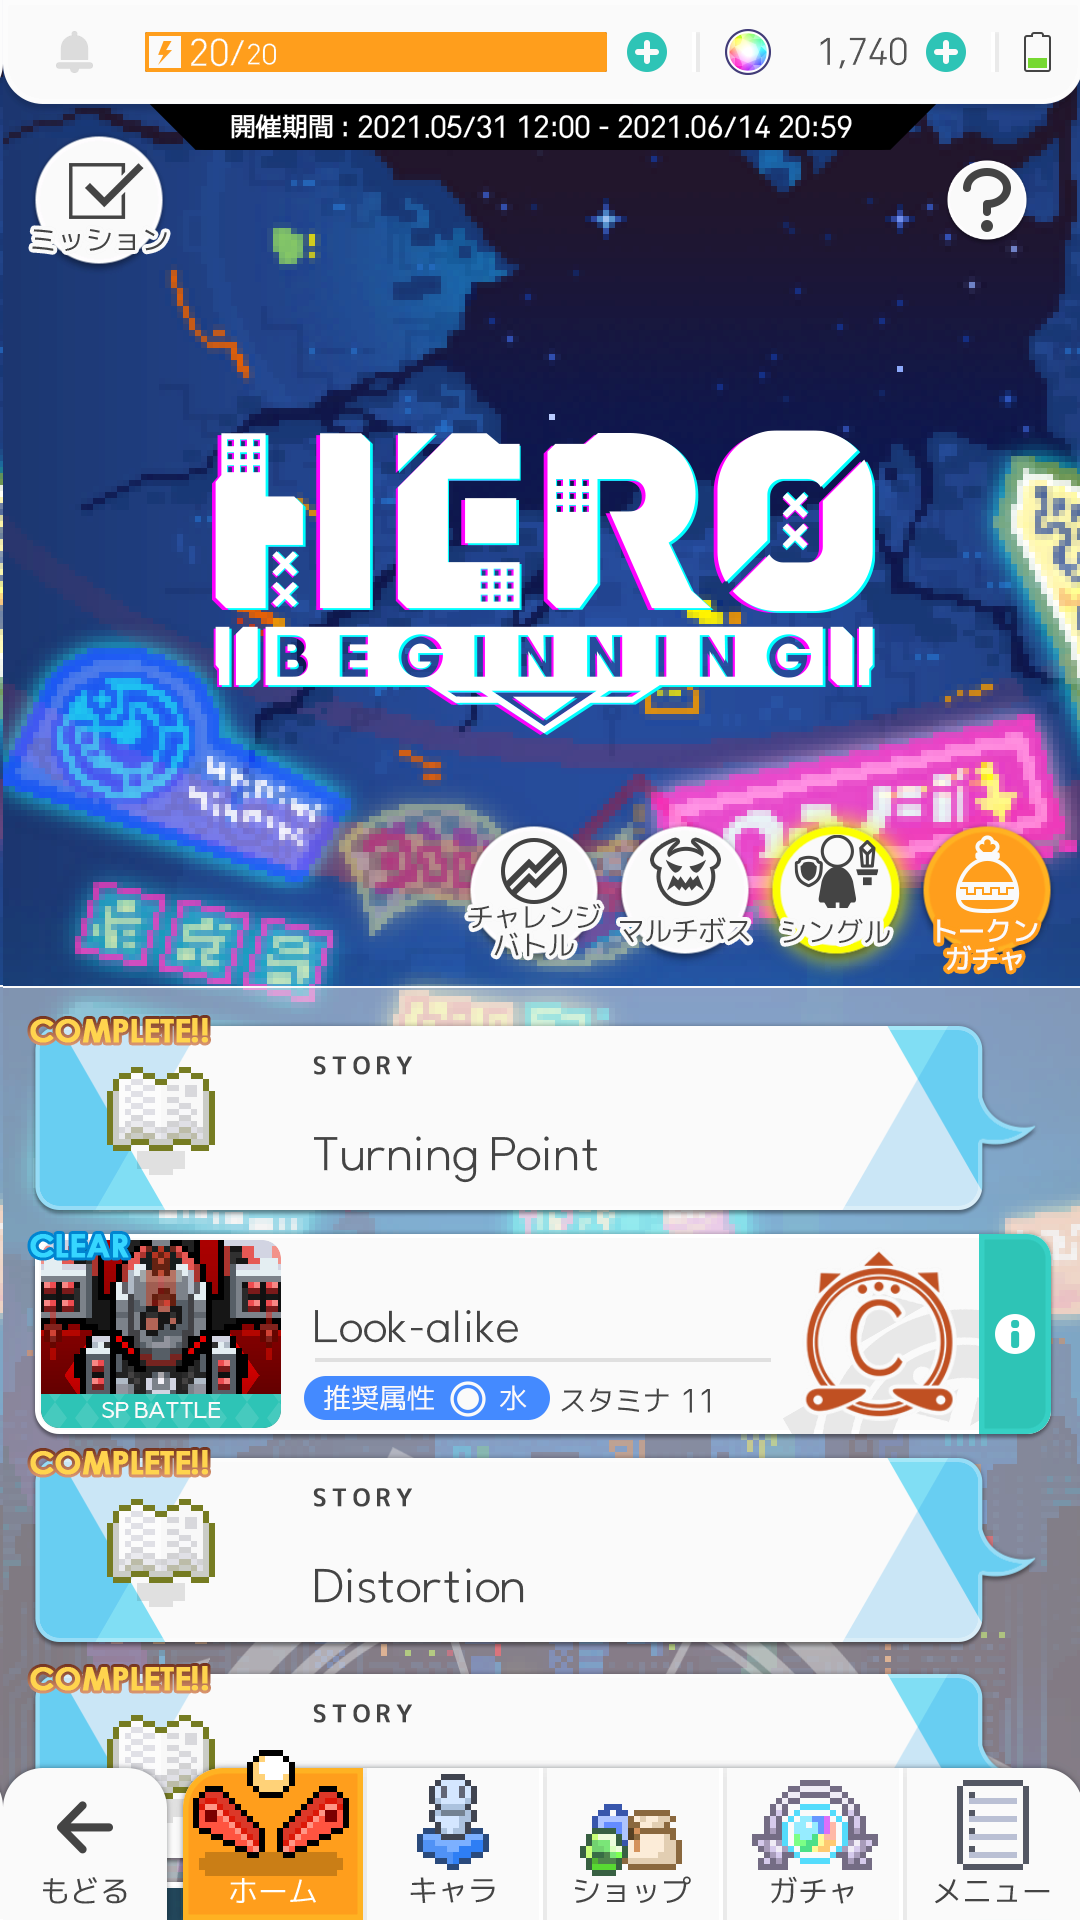 20/20
1,740
開催期間 : 2021.05/31 12:00 - 2021.06/14 20:59
ミッション
HERO
BEGINNING
チャレンジ
バトル
マルチボス
シングル
トークン
ガチャ
COMPLETE!!
STORY
Turning Point
CLEAR
Look-alike
C
推奨属性 水 スタミナ 11
SP BATTLE
COMPLETE!!
STORY
Distortion
COMPLETE!!
STORY
もどる
ホーム
キャラ
ショップ
ガチャ
メニュー